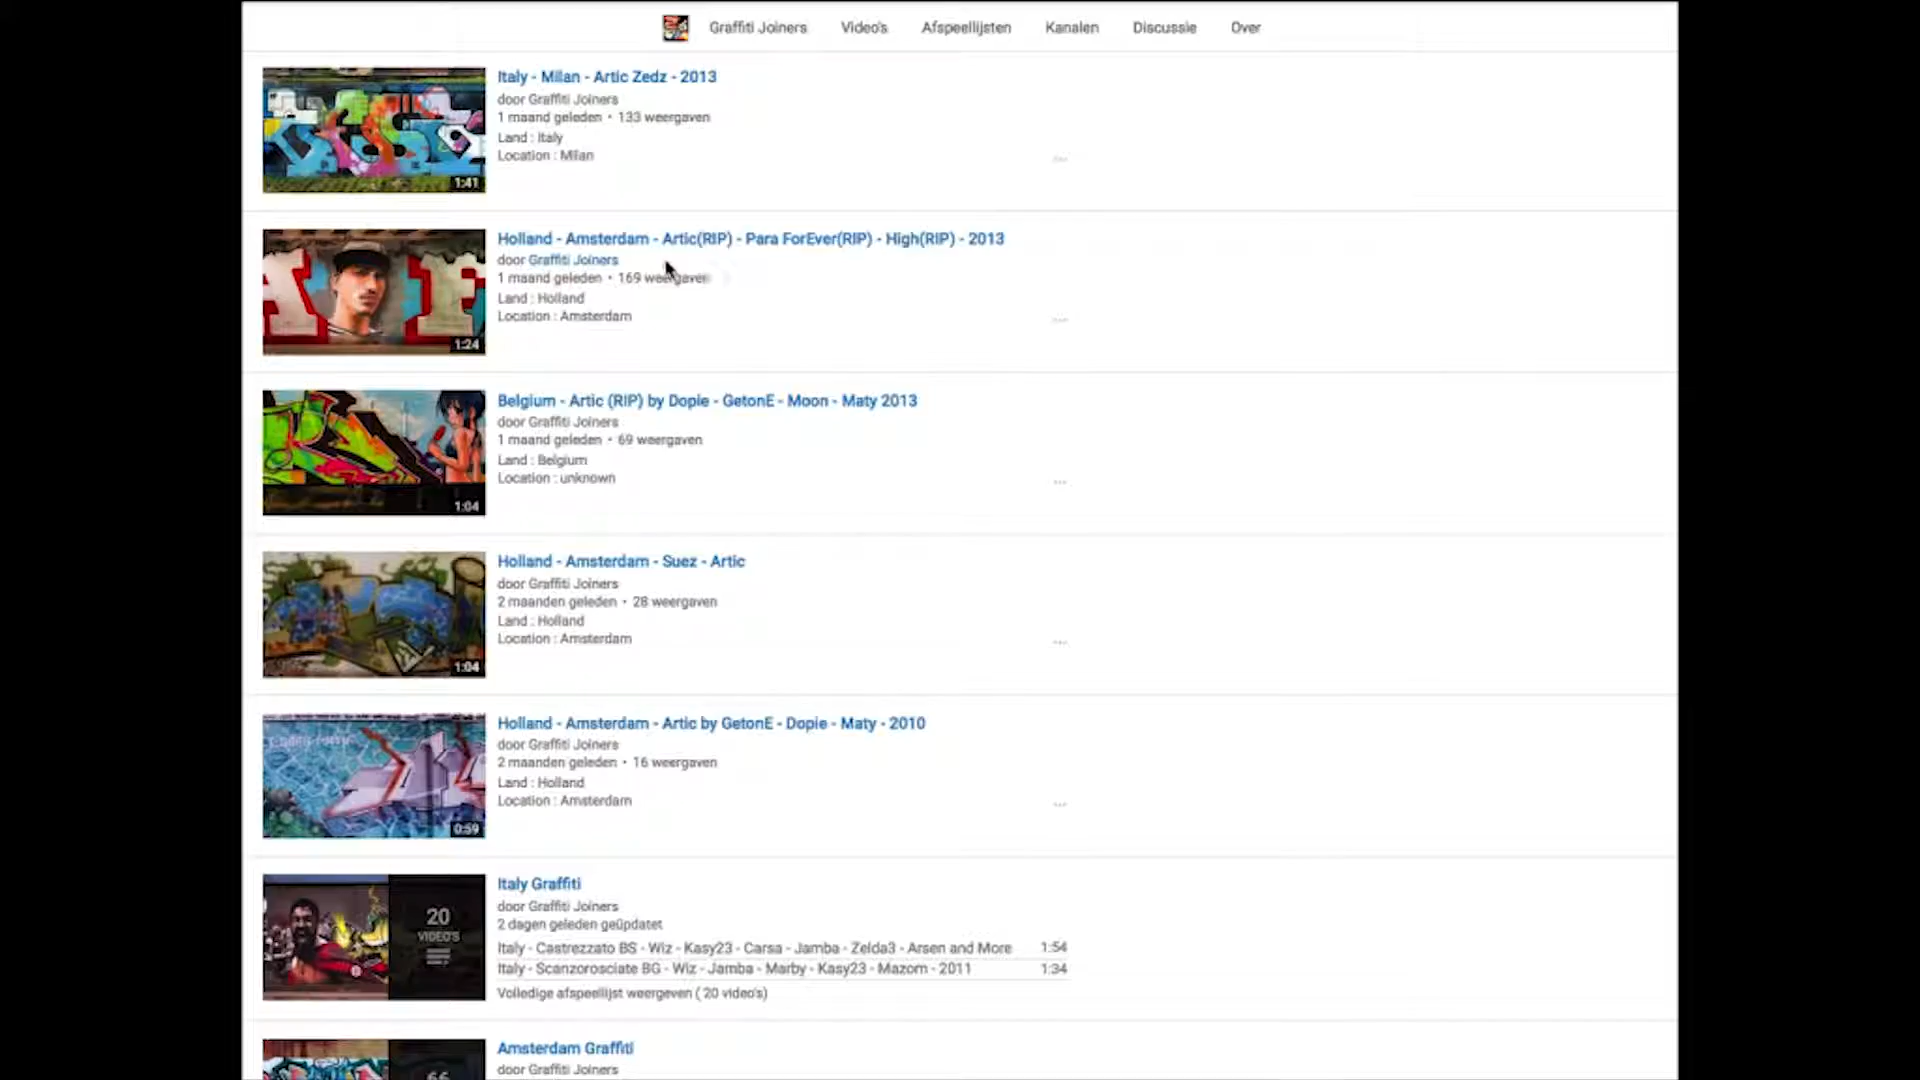 Graffiti Joiners Video's Afspeellijsten Kanalen Discussie Over
Italy - Milan - Artic Zedz - 2013
door Graffiti Joiners
1 maand geleden • 133 weergaven
Land : Italy
Location : Milan
1:41
Holland - Amsterdam - Artic(RIP) - Para ForEver(RIP) - High(RIP) - 2013
door Graffiti Joiners
1 maand geleden • 169 weergaven
Land : Holland
Location : Amsterdam
1:24
Belgium - Artic (RIP) by Dopie - GetonE - Moon - Maty 2013
door Graffiti Joiners
1 maand geleden • 69 weergaven
Land : Belgium
Location : unknown
1:04
Holland - Amsterdam - Suez - Artic
door Graffiti Joiners
2 maanden geleden • 28 weergaven
Land : Holland
Location : Amsterdam
1:04
Holland - Amsterdam - Artic by GetonE - Dopie - Maty - 2010
door Graffiti Joiners
2 maanden geleden • 16 weergaven
Land : Holland
Location : Amsterdam
0:59
Italy Graffiti
door Graffiti Joiners
2 dagen geleden geüpdatet
20
VIDEO'S
Italy - Castrezzato BS - Wiz - Kasy23 - Carsa - Jamba - Zelda3 - Arsen and More 1:54
Italy - Scanzorosciate BG - Wiz - Jamba - Marby - Kasy23 - Mazom - 2011 1:34
Volledige afspeellijst weergeven ( 20 video's)
Amsterdam Graffiti
door Graffiti Joiners